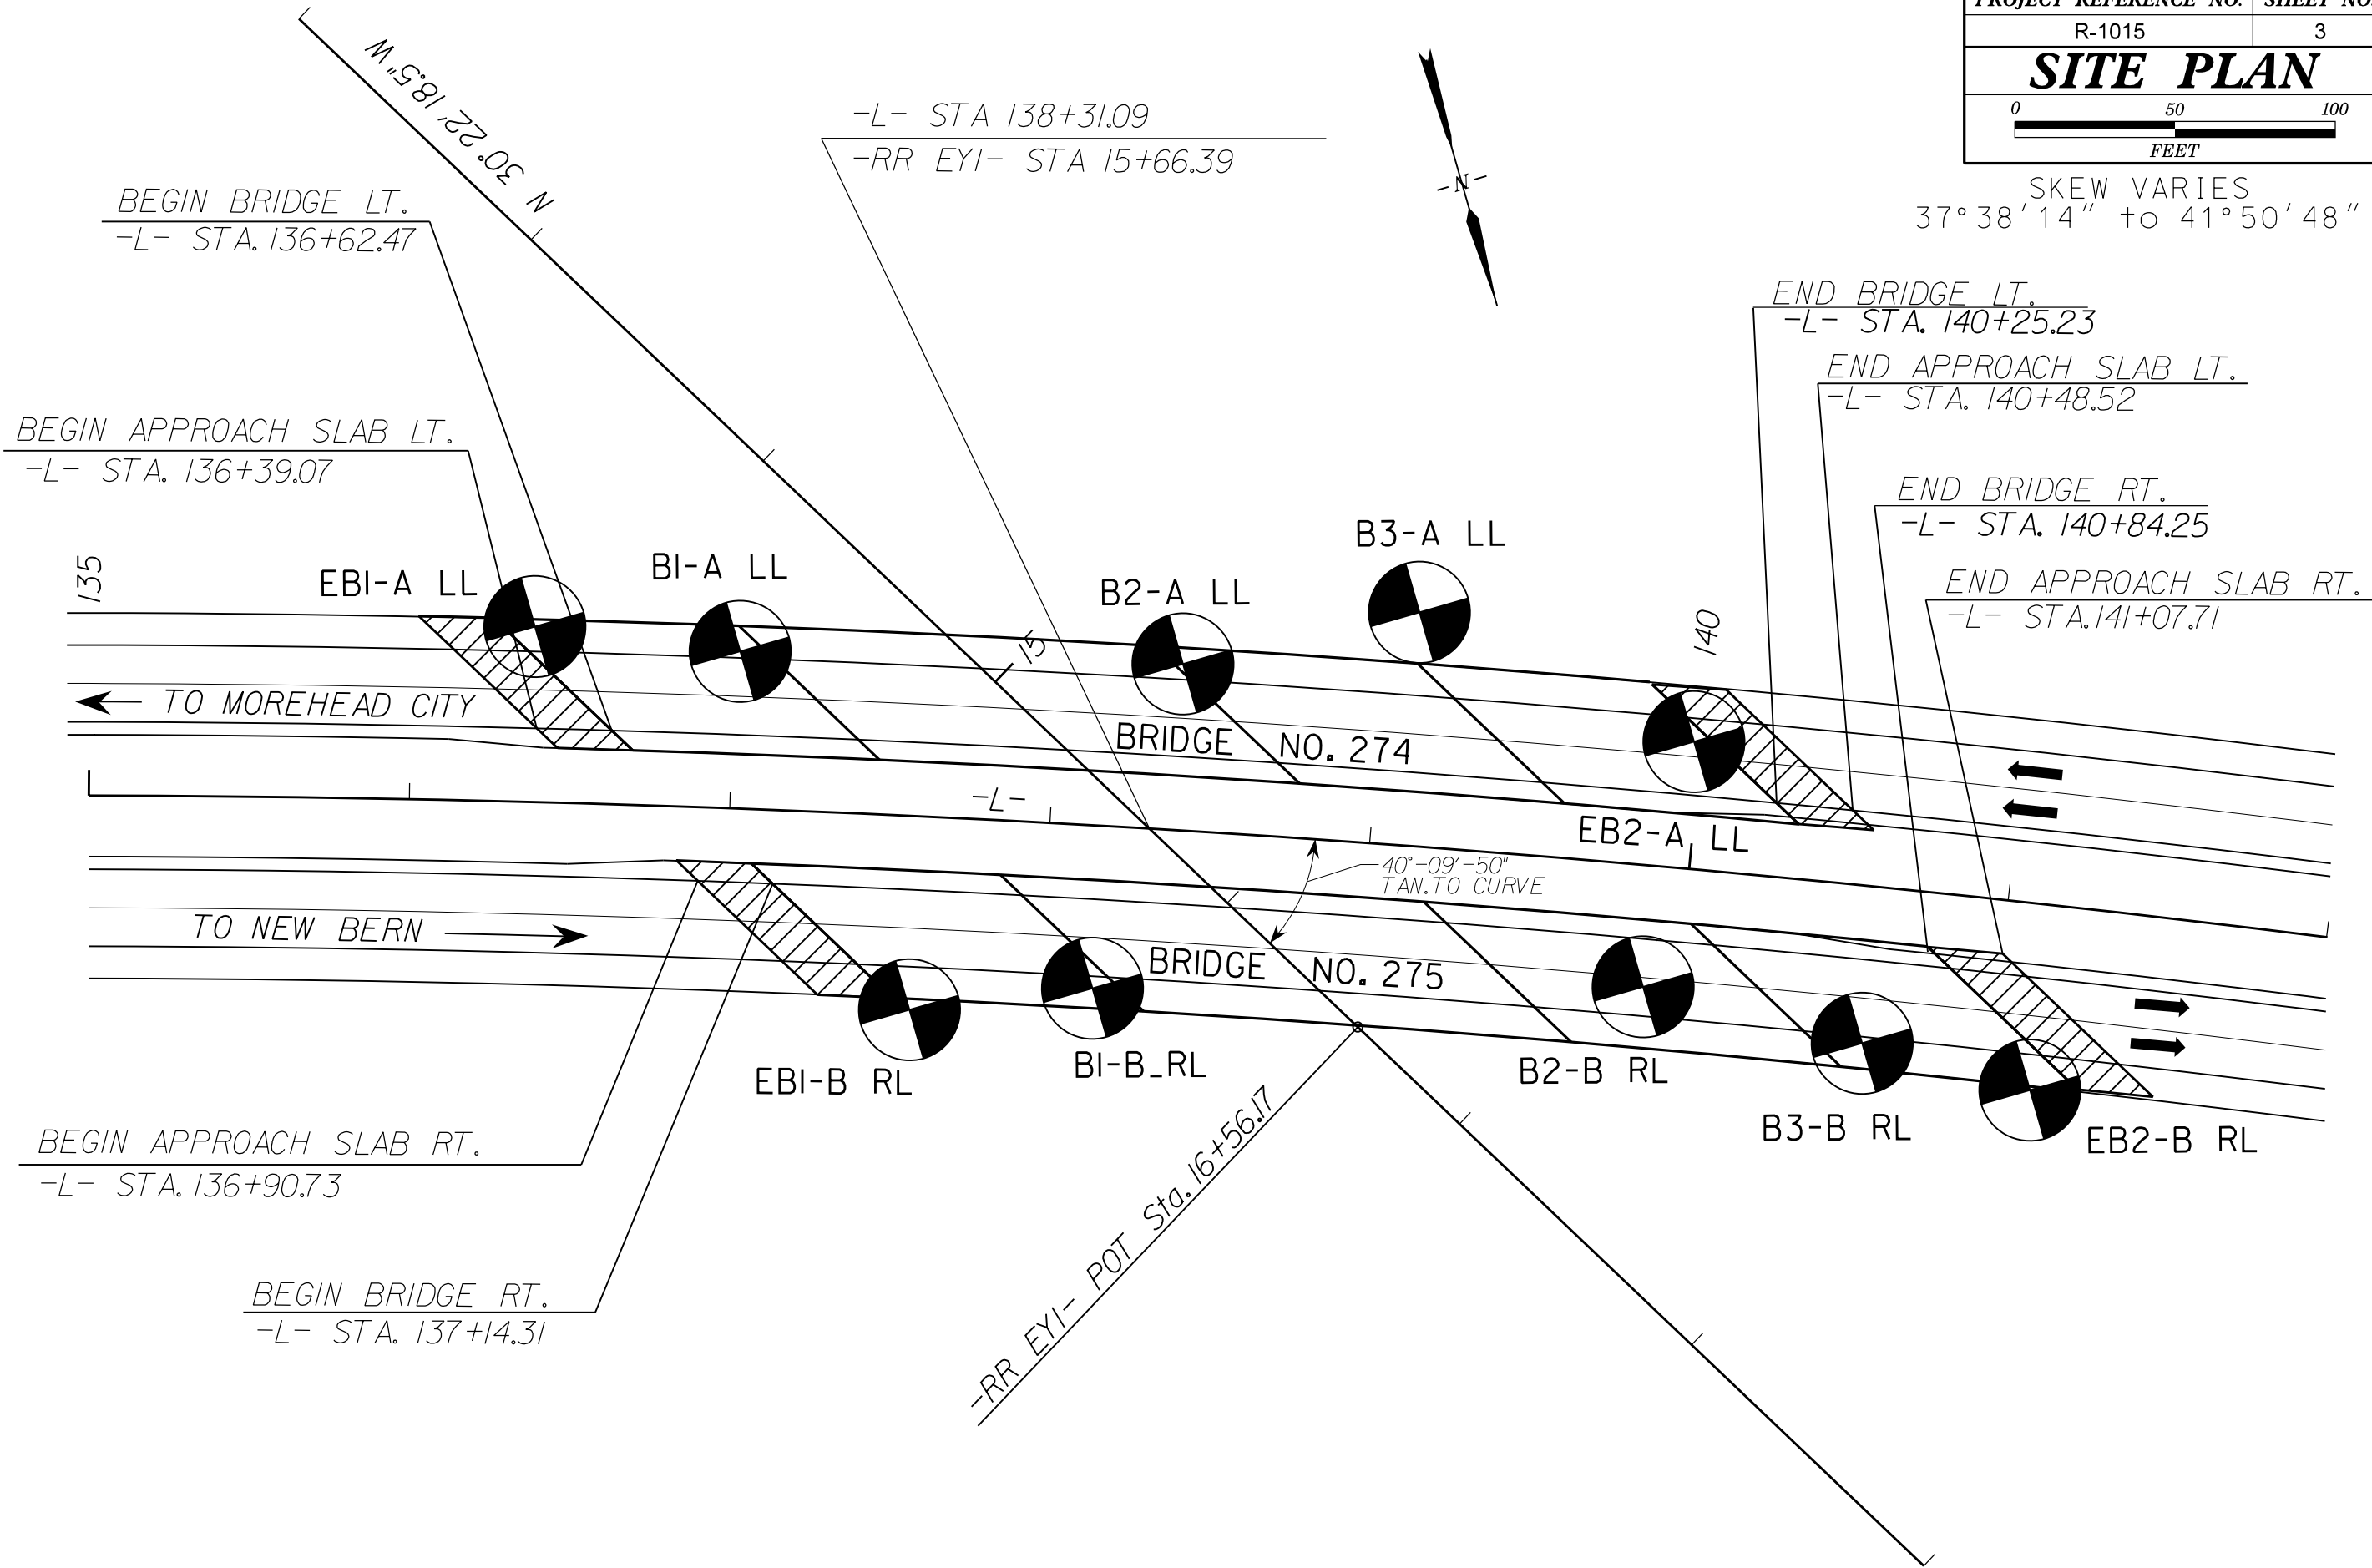 PROJECT REFERENCE NO. SHEET NO.
R-1015 3
SITE PLAN
0 50 100
FEET
SKEW VARIES
37°38'14" to 41°50'48"
N 30° 22' 18.5" W
-L- STA 138+31.09
-RR EY1- STA 15+66.39
-N-
BEGIN BRIDGE LT.
-L- STA. 136+62.47
END BRIDGE LT.
-L- STA. 140+25.23
END APPROACH SLAB LT.
-L- STA. 140+48.52
BEGIN APPROACH SLAB LT.
-L- STA. 136+39.07
END BRIDGE RT.
-L- STA. 140+84.25
END APPROACH SLAB RT.
-L- STA.141+07.71
135
EB1-A LL
B1-A LL
B2-A LL
B3-A LL
15
140
TO MOREHEAD CITY
BRIDGE NO. 274
-L-
EB2-A LL
40°-09'-50"
TAN.TO CURVE
TO NEW BERN
BRIDGE NO. 275
EB1-B RL
B1-B_RL
B2-B RL
B3-B RL
EB2-B RL
BEGIN APPROACH SLAB RT.
-L- STA. 136+90.73
-RR EY1- POT Sta. 16+56.17
BEGIN BRIDGE RT.
-L- STA. 137+14.31